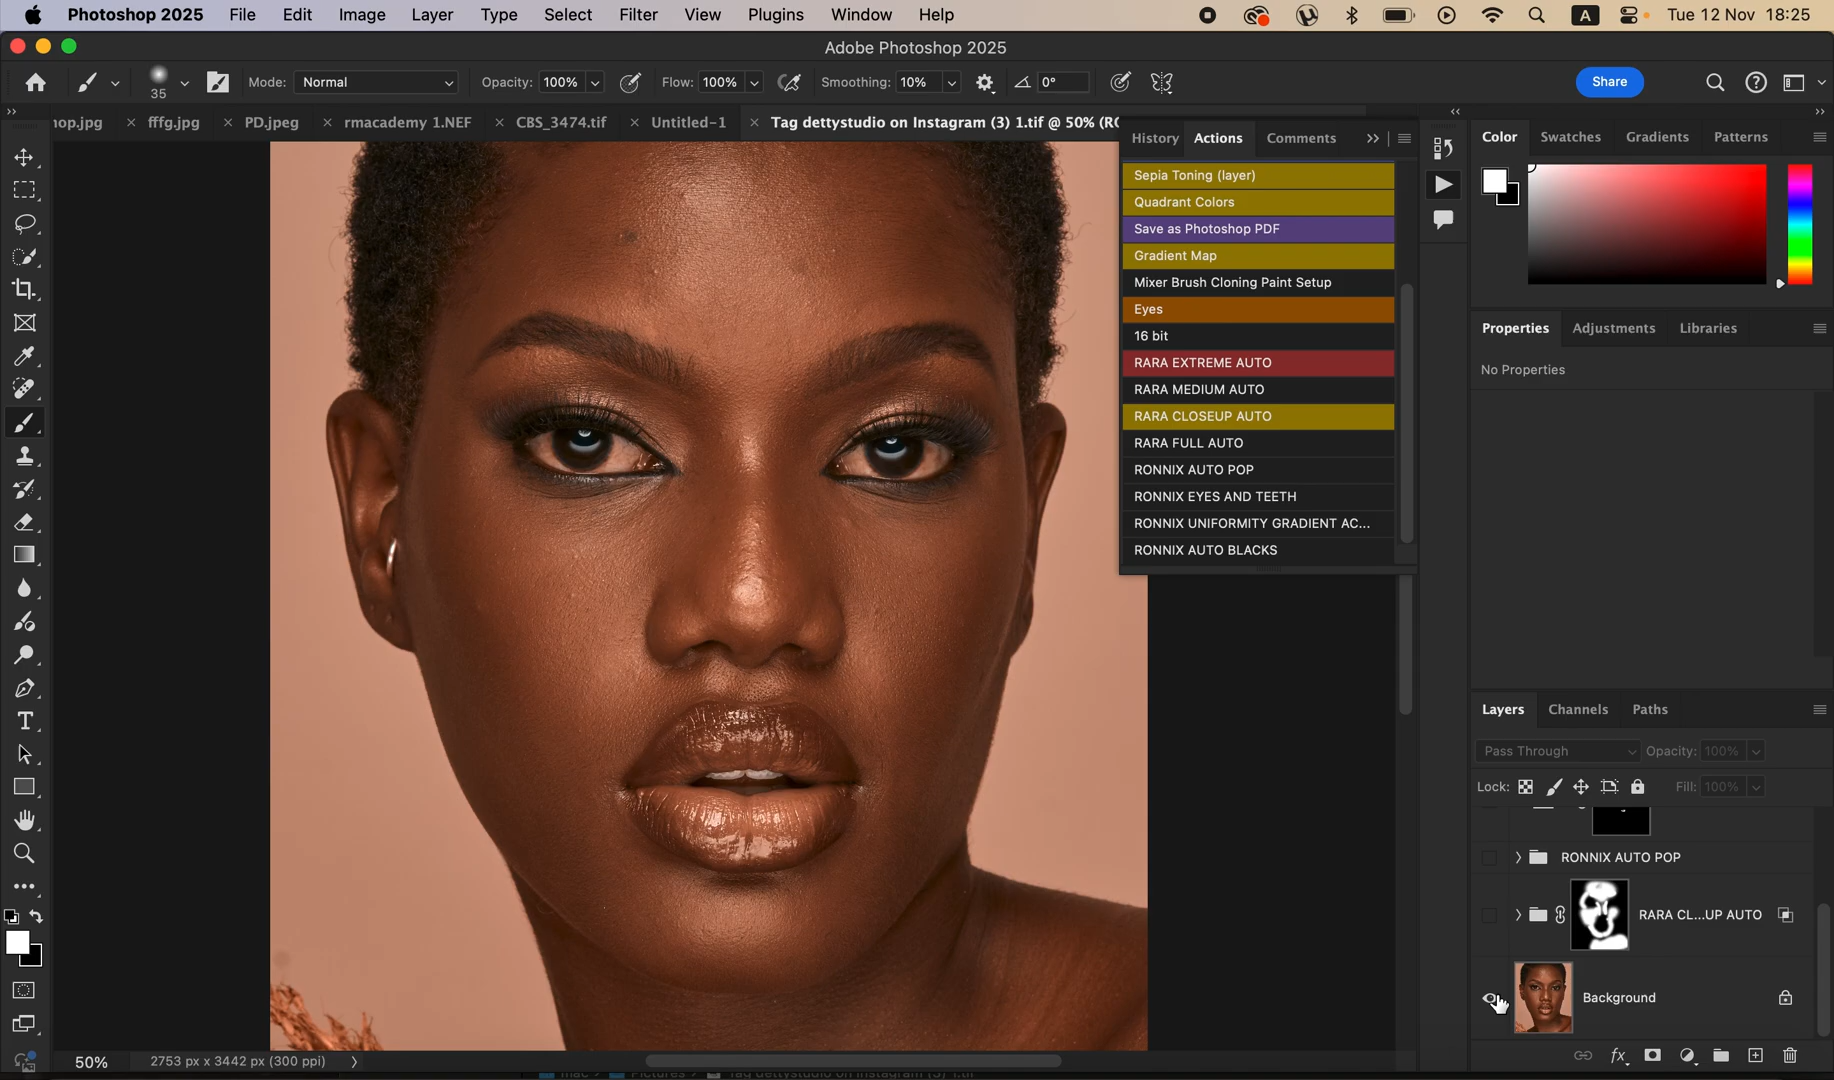 Photoshop 2025 File Edit Image Layer Type Select Filter View Plugins Window Help A Tue 12 Nov 18:25
Adobe Photoshop 2025
35 Mode: Normal Opacity: 100% Flow: 100% Smoothing: 10% 0° Share
op.jpg × fffg.jpg × PD.jpeg × rmacademy 1.NEF × CBS_3474.tif × Untitled-1 × Tag dettystudio on Instagram (3) 1.tif @ 50% (RO
History Actions Comments
Sepia Toning (layer)
Quadrant Colors
Save as Photoshop PDF
Gradient Map
Mixer Brush Cloning Paint Setup
Eyes
16 bit
RARA EXTREME AUTO
RARA MEDIUM AUTO
RARA CLOSEUP AUTO
RARA FULL AUTO
RONNIX AUTO POP
RONNIX EYES AND TEETH
RONNIX UNIFORMITY GRADIENT AC...
RONNIX AUTO BLACKS
Color Swatches Gradients Patterns
Properties Adjustments Libraries
No Properties
Layers Channels Paths
Pass Through Opacity: 100%
Lock: Fill: 100%
RONNIX AUTO POP
RARA CL...UP AUTO
Background
fx
50% 2753 px x 3442 px (300 ppi)